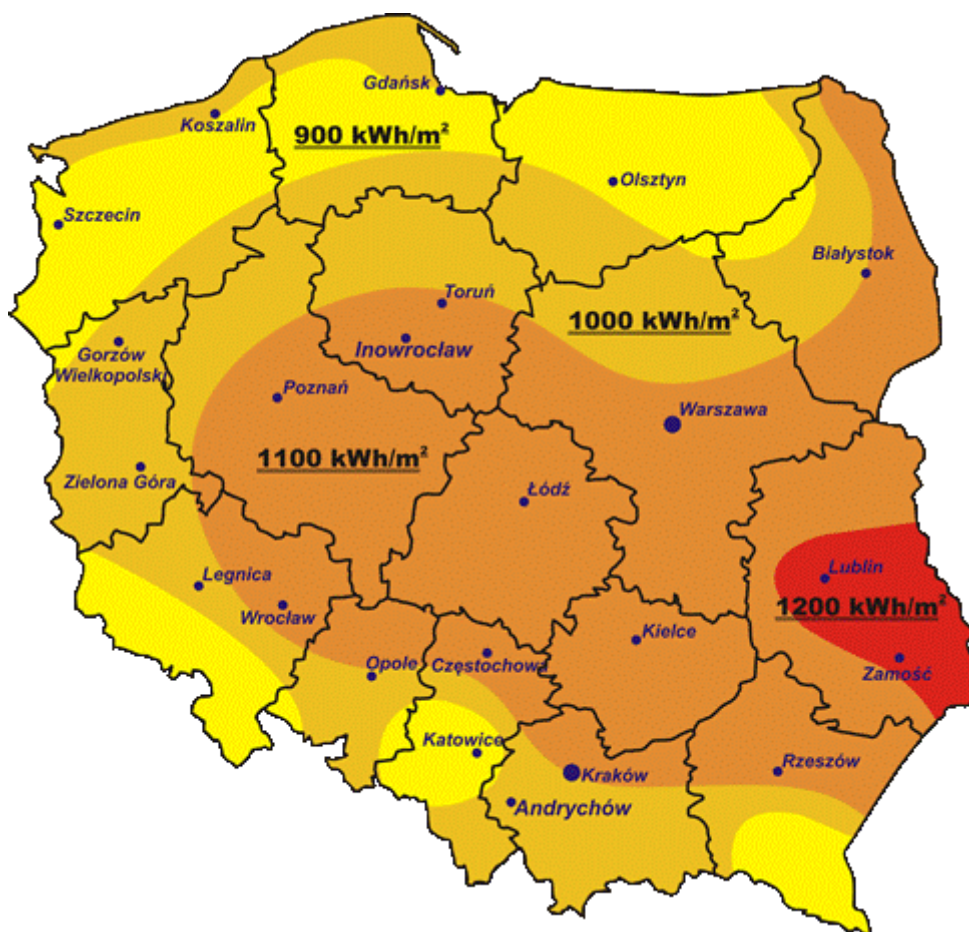 Gdańsk
Koszalin
900 kWh/m²
Olsztyn
Szczecin
Białystok
Toruń
1000 kWh/m²
Inowrocław
Gorzów
Wielkopolski
Poznań
Warszawa
1100 kWh/m²
Zielona Góra
Łódź
Legnica
Lublin
Wrocław
1200 kWh/m²
Kielce
Opole
Częstochowa
Zamość
Katowice
Rzeszów
Kraków
Andrychów